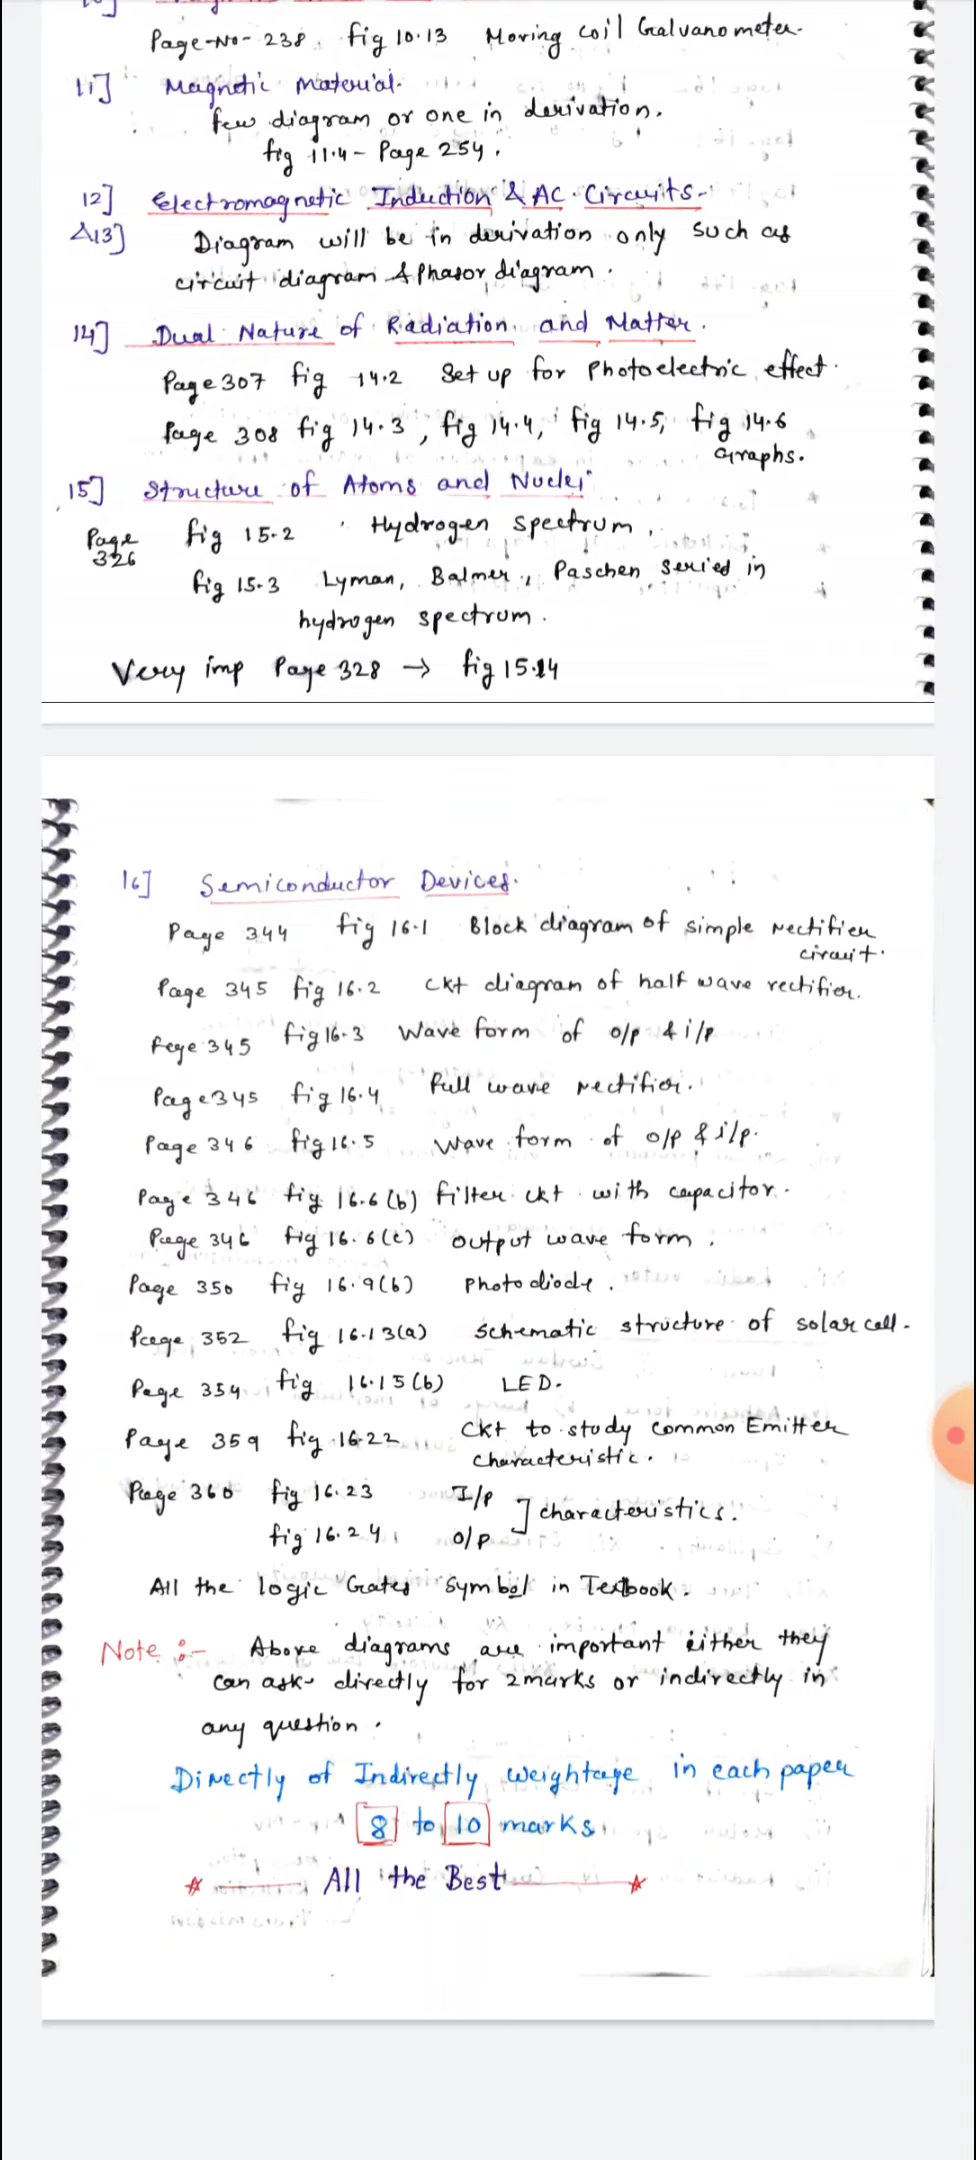 10]
Page-No- 238. fig 10.13 Moving coil Galvanometer.
11] Magnetic Material.
few diagram or one in derivation.
fig 11.4 - Page 254.
12] Electromagnetic Induction & AC Circuits-
&13] Diagram will be in derivation only such as
circuit diagram & phasor diagram.
14] Dual Nature of Radiation and Matter.
Page 307 fig 14.2 Set up for Photoelectric effect.
Page 308 fig 14.3, fig 14.4, fig 14.5, fig 14.6
Graphs.
15] Structure of Atoms and Nuclei
Page 326 fig 15.2 Hydrogen spectrum.
fig 15.3 Lyman, Balmer, Paschen series in
hydrogen spectrum.
Very imp Page 328 → fig 15.
16] Semiconductor Devices.
Page 344 fig 16.1 Block diagram of simple rectifier
circuit.
Page 345 fig 16.2 ckt diagram of half wave rectifier.
Page 345 fig 16.3 Wave form of o/p & i/p
Page 345 fig 16.4 full wave rectifier.
Page 346 fig 16.5 Wave form of o/p & i/p.
Page 346 fig 16.6(b) filter ckt with capacitor.
Page 346 fig 16.6(c) output wave form.
Page 350 fig 16.9(b) Photodiode.
Page 352 fig 16.13(a) Schematic structure of solar cell.
Page 354 fig 16.15(b) LED.
Page 359 fig 16.22 Ckt to study Common Emitter
Characteristic.
Page 360 fig 16.23 I/p ] characteristics.
fig 16.24 o/p
All the logic Gates Symbol in Textbook.
Note :- Above diagrams are important either they
can ask directly for 2marks or indirectly in
any question.
Directly of Indirectly weightage in each paper
8 to 10 marks
* All the Best *